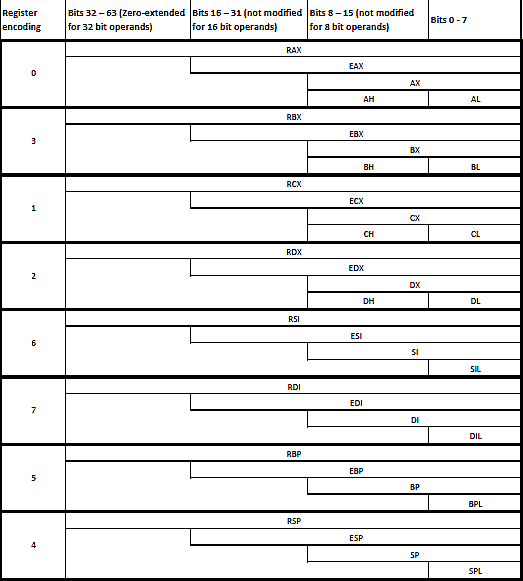 Register
encoding
Bits 32 – 63 (Zero-extended
for 32 bit operands)
Bits 16 – 31 (not modified
for 16 bit operands)
Bits 8 – 15 (not modified
for 8 bit operands)
Bits 0 - 7
0
RAX
EAX
AX
AH
AL
3
RBX
EBX
BX
BH
BL
1
RCX
ECX
CX
CH
CL
2
RDX
EDX
DX
DH
DL
6
RSI
ESI
SI
SIL
7
RDI
EDI
DI
DIL
5
RBP
EBP
BP
BPL
4
RSP
ESP
SP
SPL